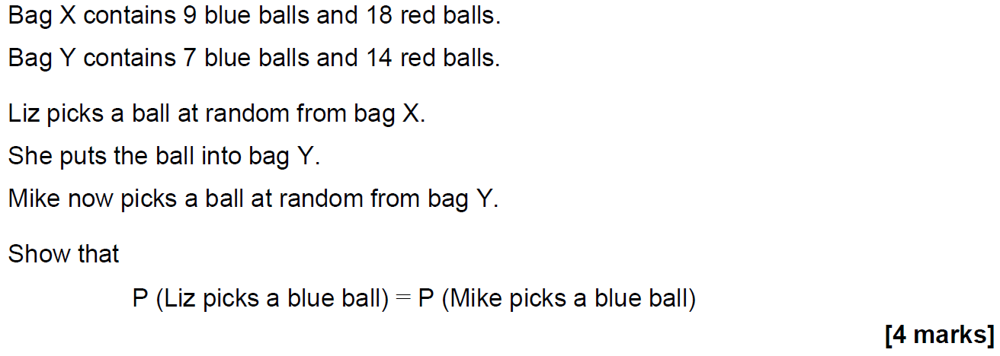 Bag X contains 9 blue balls and 18 red balls.
Bag Y contains 7 blue balls and 14 red balls.
Liz picks a ball at random from bag X.
She puts the ball into bag Y.
Mike now picks a ball at random from bag Y.
Show that
P (Liz picks a blue ball) = P (Mike picks a blue ball)
[4 marks]